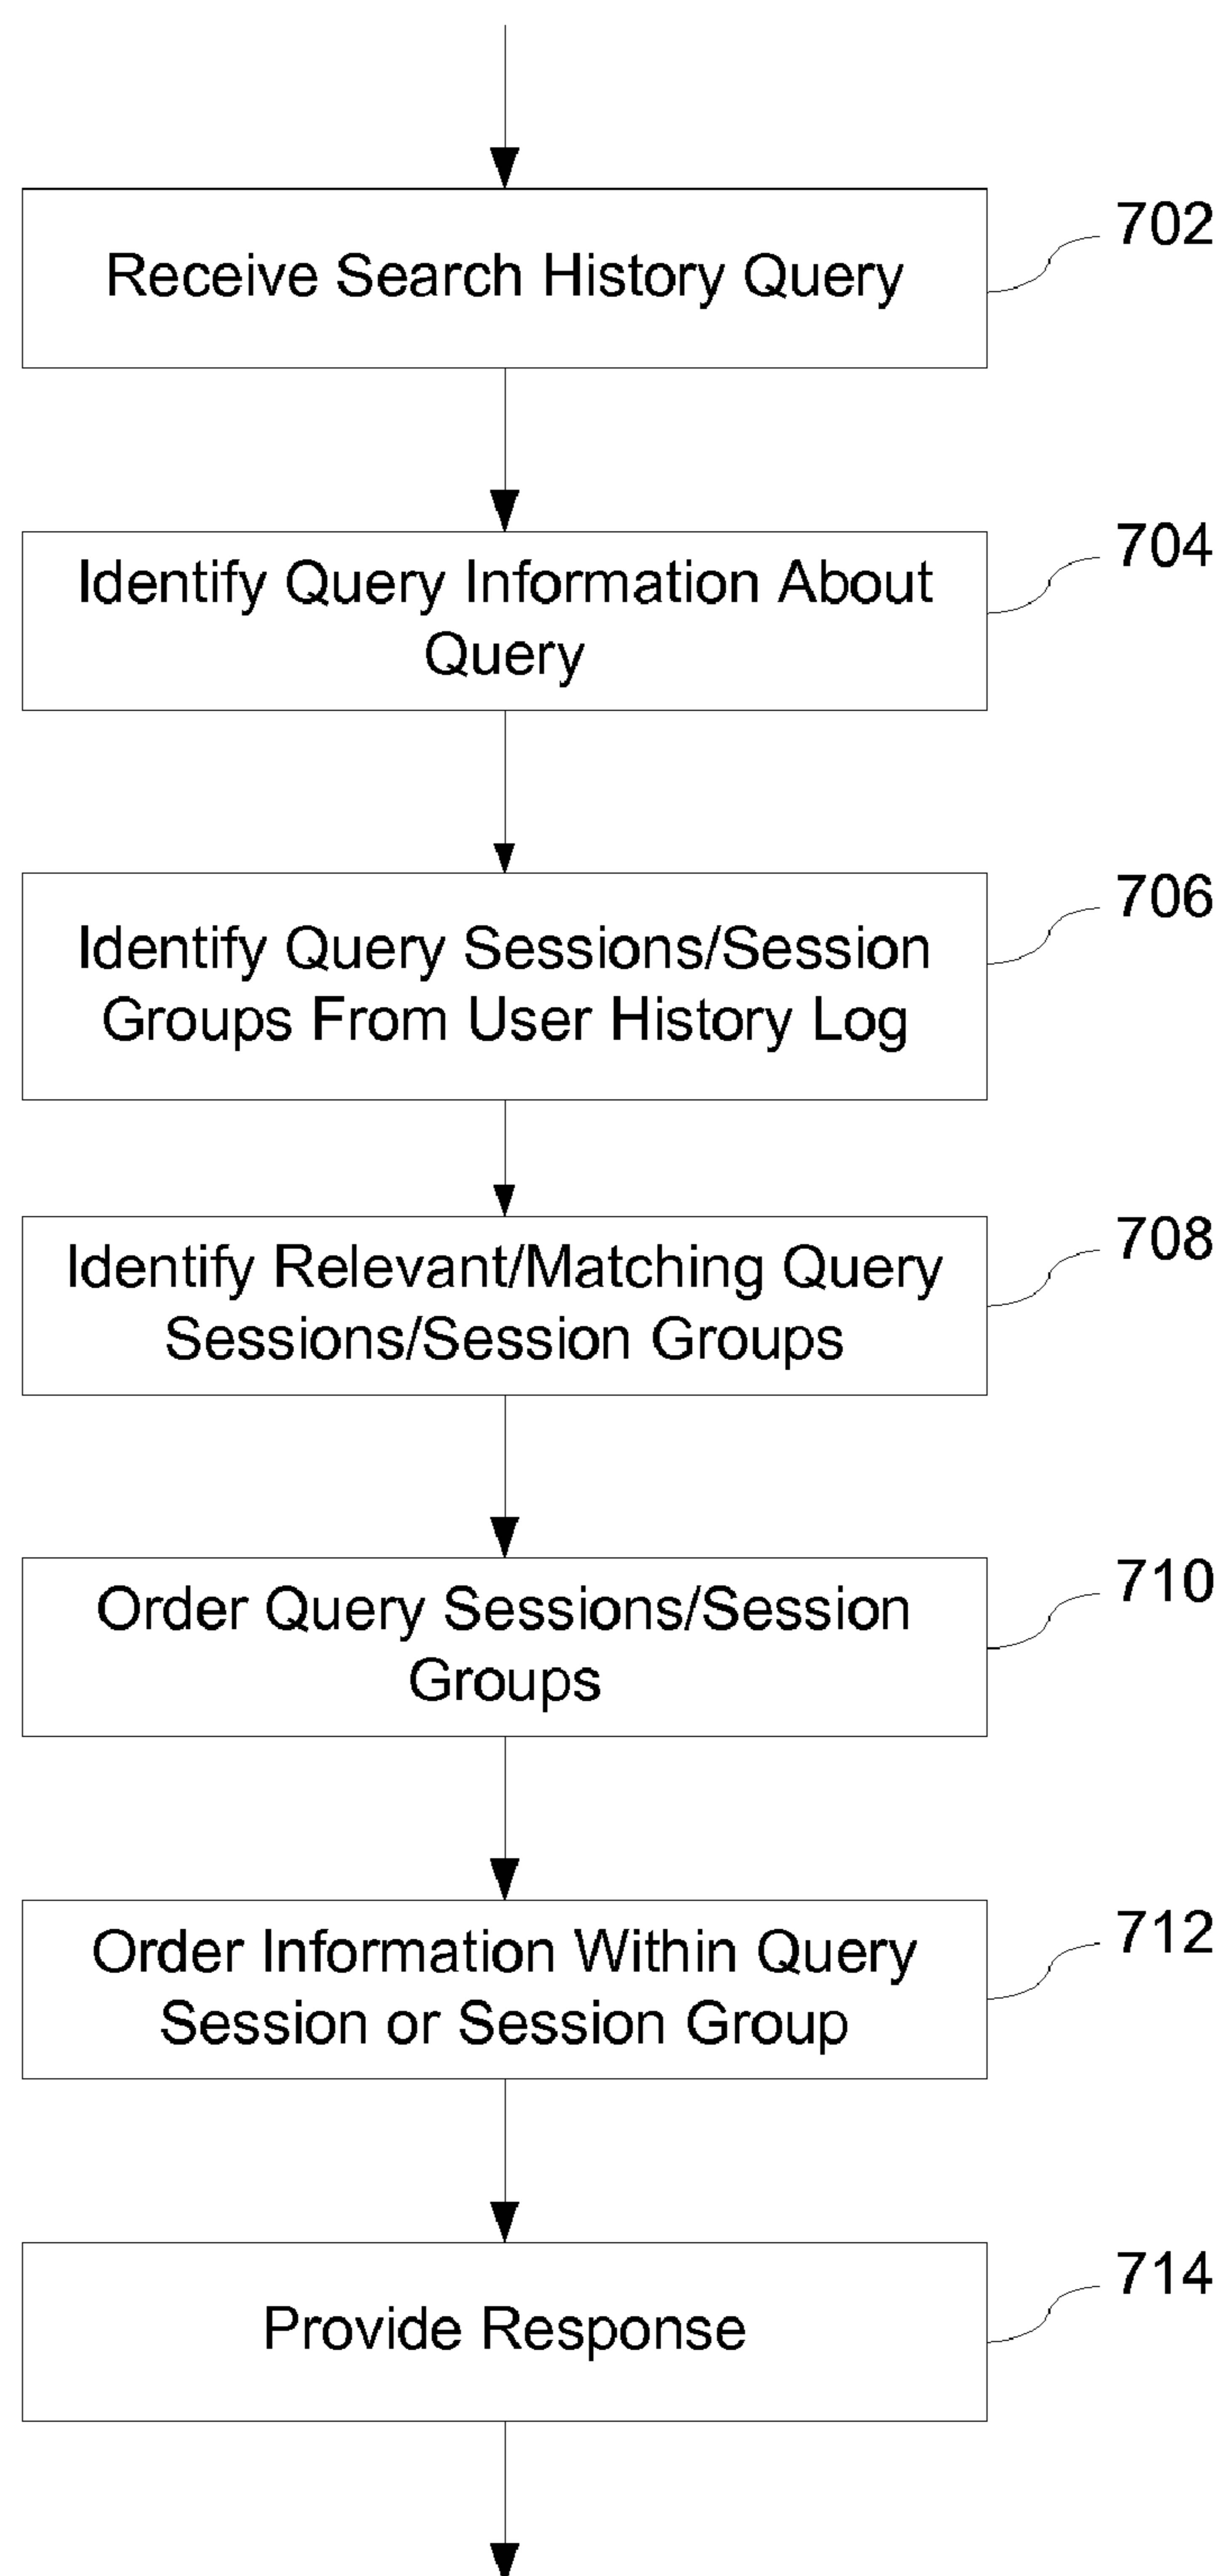 702
Receive Search History Query
704
Identify Query Information About
Query
706
Identify Query Sessions/Session
Groups From User History Log
708
Identify Relevant/Matching Query
Sessions/Session Groups
710
Order Query Sessions/Session
Groups
712
Order Information Within Query
Session or Session Group
714
Provide Response